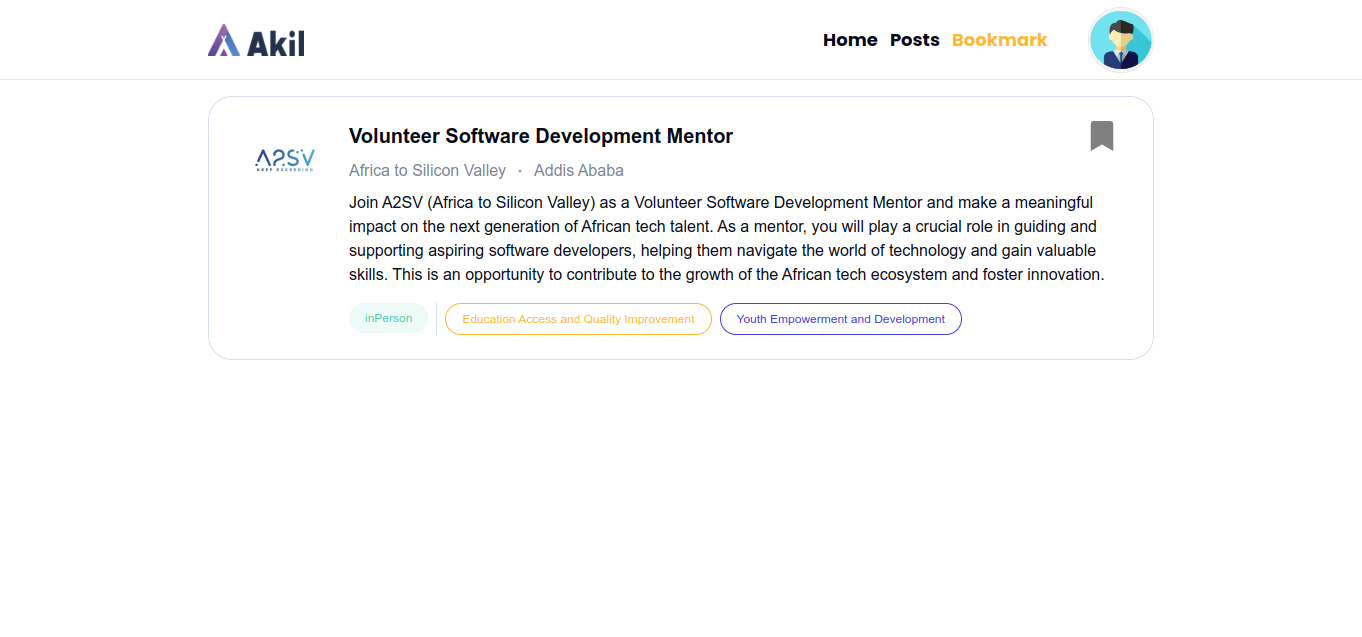 Akil
Home Posts Bookmark
Volunteer Software Development Mentor
A2SV
KEEP EXCEEDING
Africa to Silicon Valley · Addis Ababa
Join A2SV (Africa to Silicon Valley) as a Volunteer Software Development Mentor and make a meaningful
impact on the next generation of African tech talent. As a mentor, you will play a crucial role in guiding and
supporting aspiring software developers, helping them navigate the world of technology and gain valuable
skills. This is an opportunity to contribute to the growth of the African tech ecosystem and foster innovation.
inPerson Education Access and Quality Improvement Youth Empowerment and Development